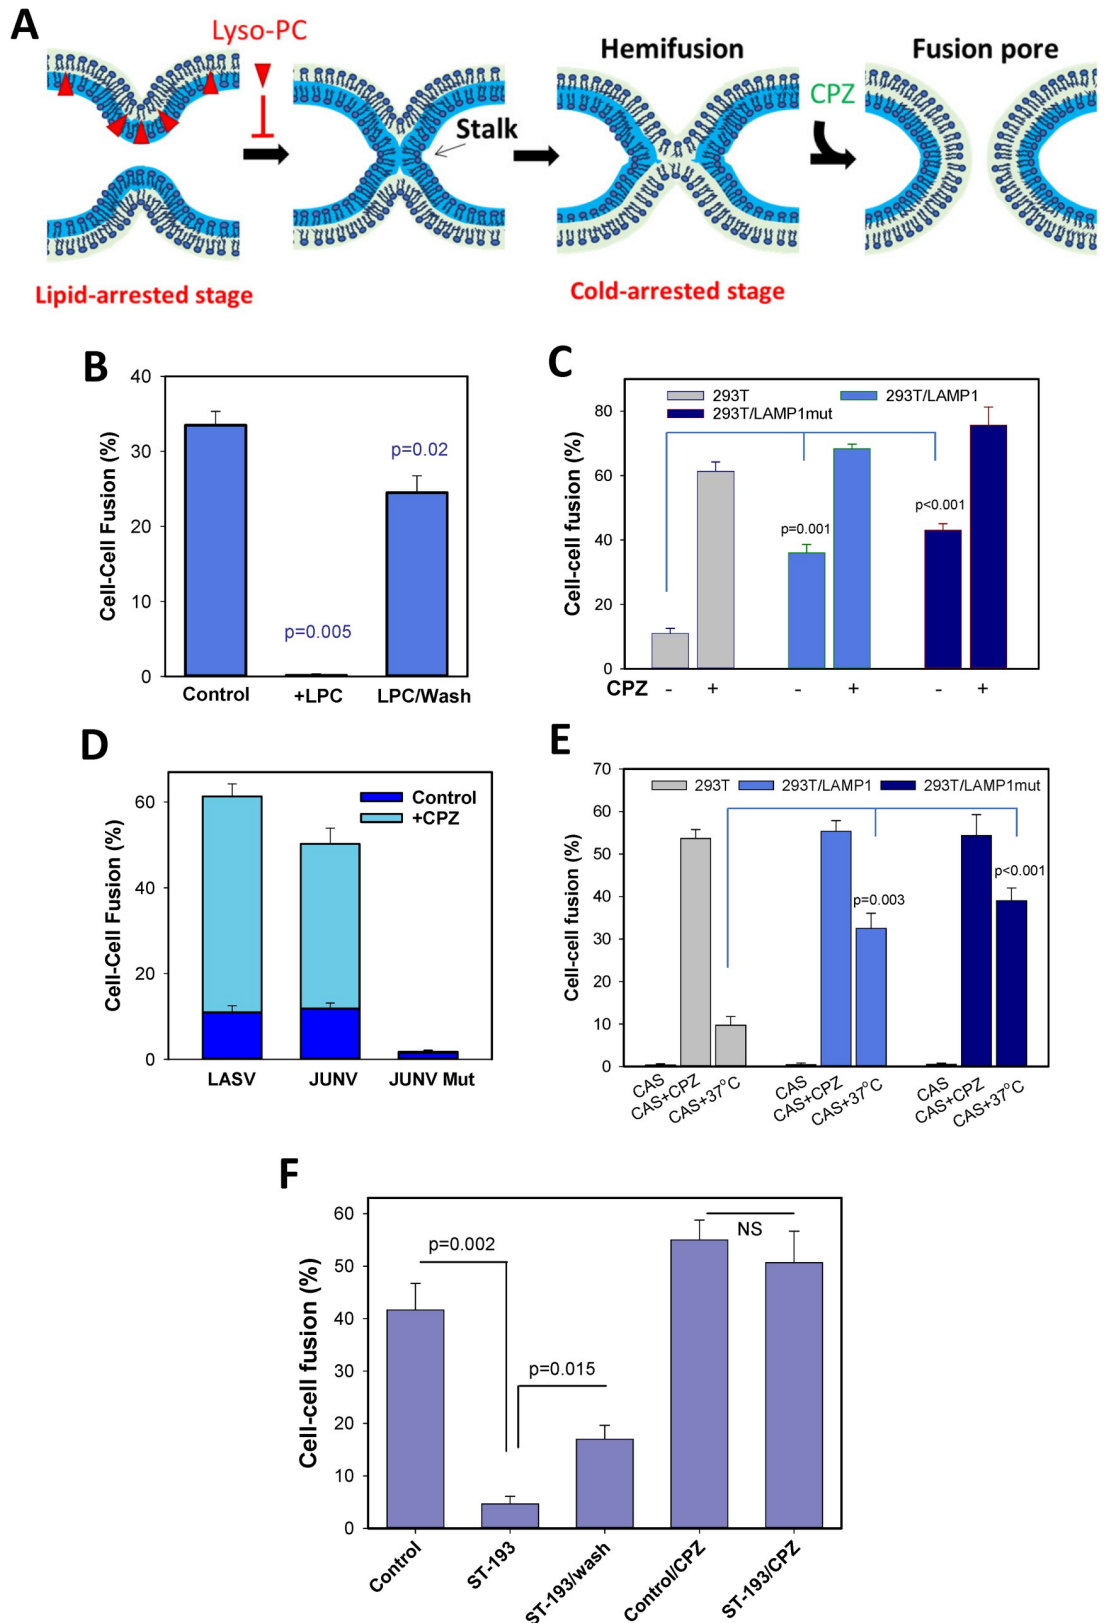 A
Lyso-PC
Hemifusion
Fusion pore
CPZ
Stalk
Lipid-arrested stage
Cold-arrested stage
B
Cell-Cell Fusion (%)
40
30
20
10
0
p=0.005
p=0.02
Control
+LPC
LPC/Wash
C
Cell-cell fusion (%)
80
60
40
20
0
293T
293T/LAMP1
293T/LAMP1mut
p=0.001
p<0.001
CPZ - + - + - +
D
Cell-Cell Fusion (%)
60
40
20
0
Control
+CPZ
LASV
JUNV
JUNV Mut
E
Cell-cell fusion (%)
70
60
50
40
30
20
10
0
293T
293T/LAMP1
293T/LAMP1mut
p=0.003
p<0.001
CAS
CAS+CPZ
CAS+37°C
CAS
CAS+CPZ
CAS+37°C
CAS
CAS+CPZ
CAS+37°C
F
Cell-cell fusion (%)
60
50
40
30
20
10
0
p=0.002
p=0.015
NS
Control
ST-193
ST-193/wash
Control/CPZ
ST-193/CPZ